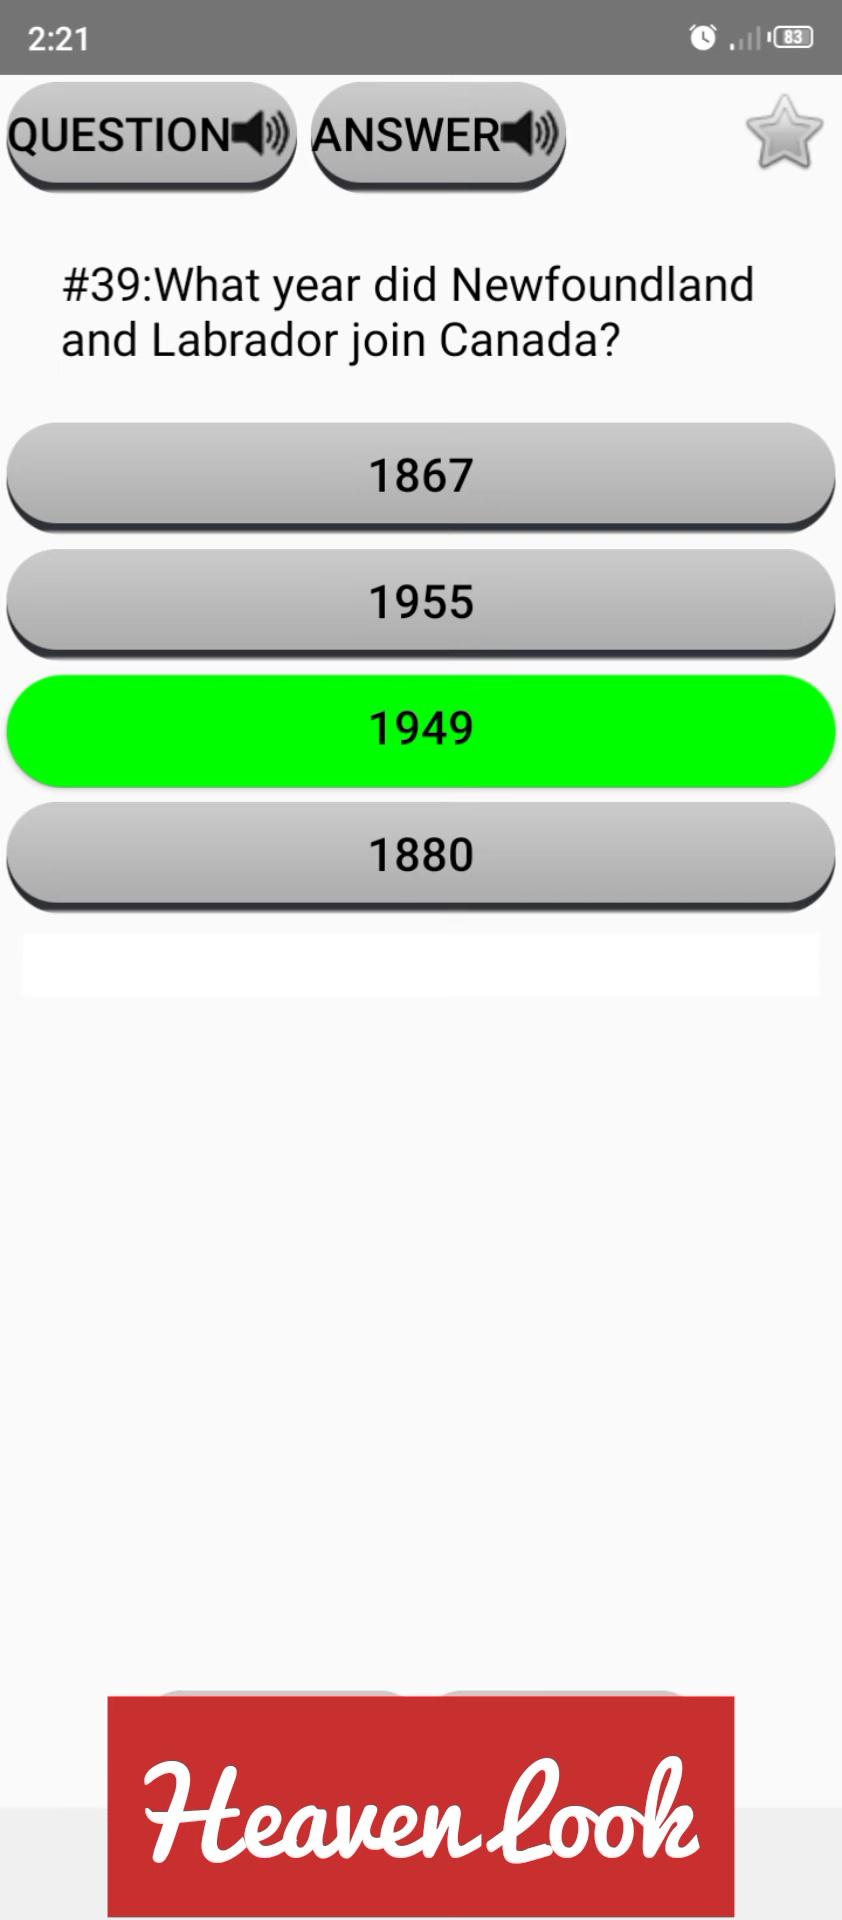 2:21
83
QUESTION ANSWER
#39:What year did Newfoundland
and Labrador join Canada?
1867
1955
1949
1880
Heaven Look